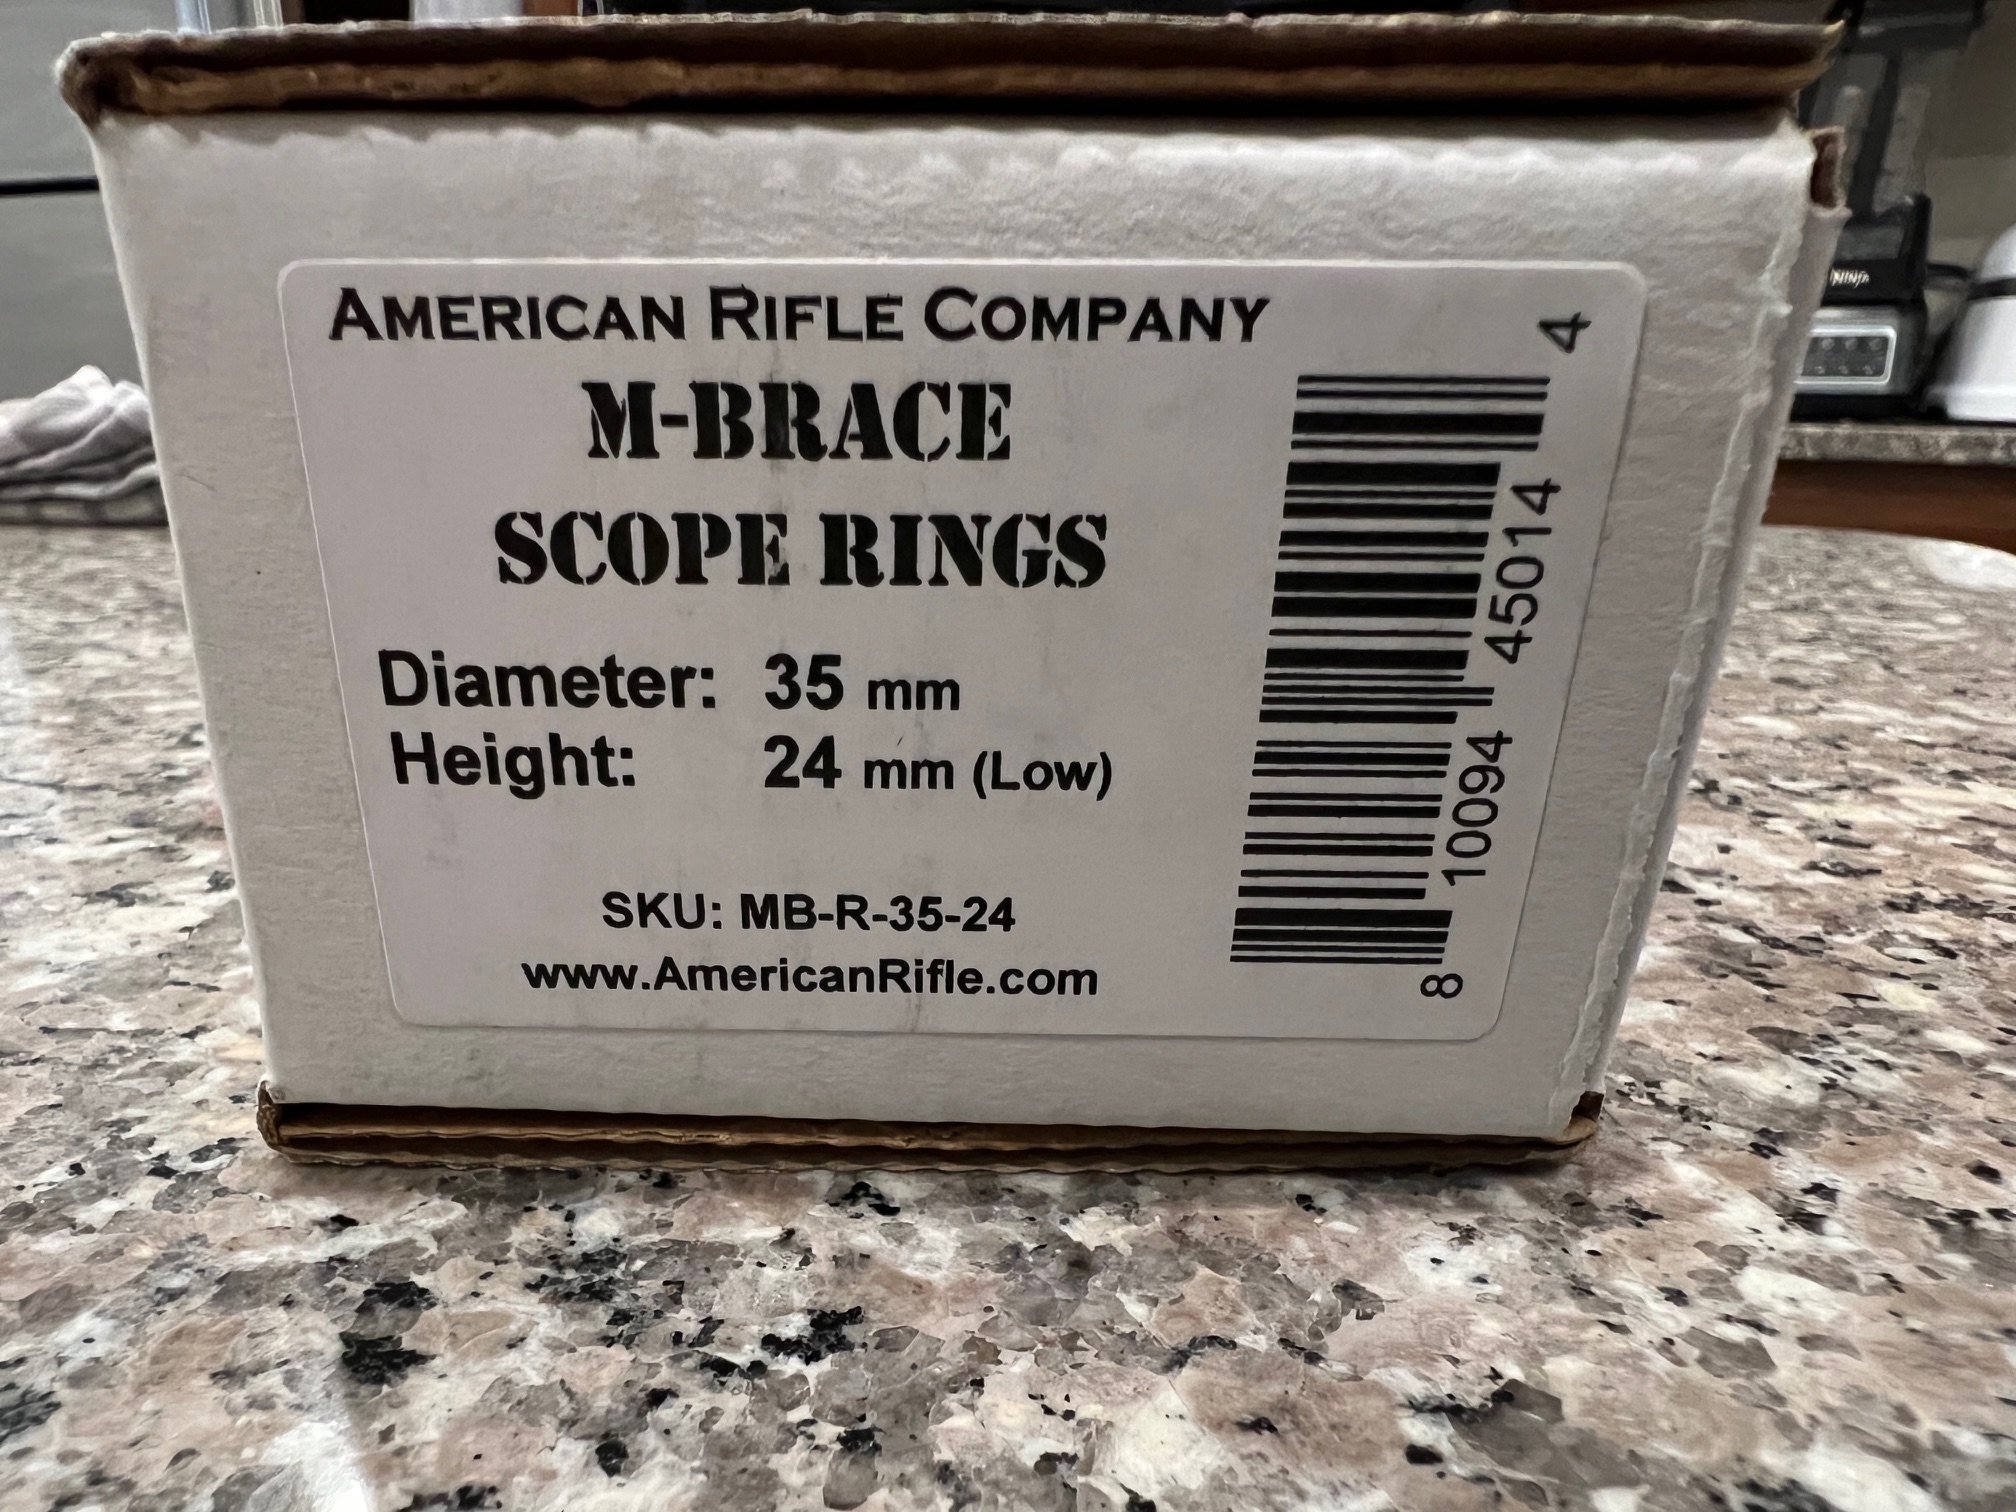 AMERICAN RIFLE COMPANY
M-BRACE
SCOPE RINGS
Diameter: 35 mm
Height: 24 mm (Low)
SKU: MB-R-35-24
www.AmericanRifle.com
8 10094 45014 4
NINJA